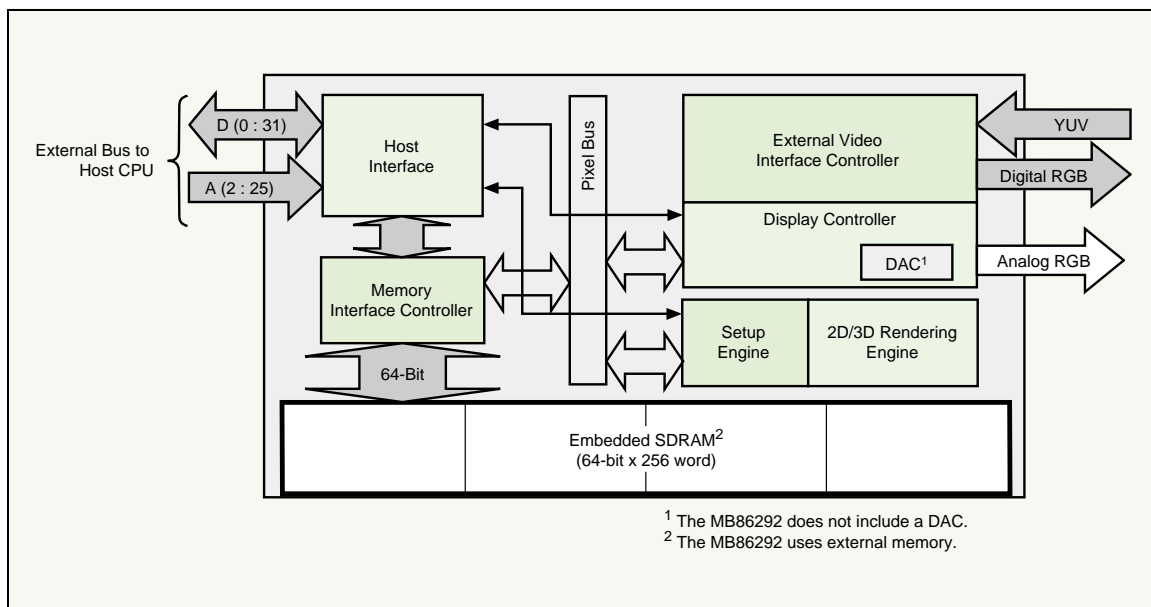 External Bus to
Host CPU
D (0 : 31)
A (2 : 25)
Host
Interface
Memory
Interface Controller
64-Bit
Pixel Bus
External Video
Interface Controller
Display Controller
DAC1
Setup
Engine
2D/3D Rendering
Engine
YUV
Digital RGB
Analog RGB
Embedded SDRAM2
(64-bit x 256 word)
1 The MB86292 does not include a DAC.
2 The MB86292 uses external memory.